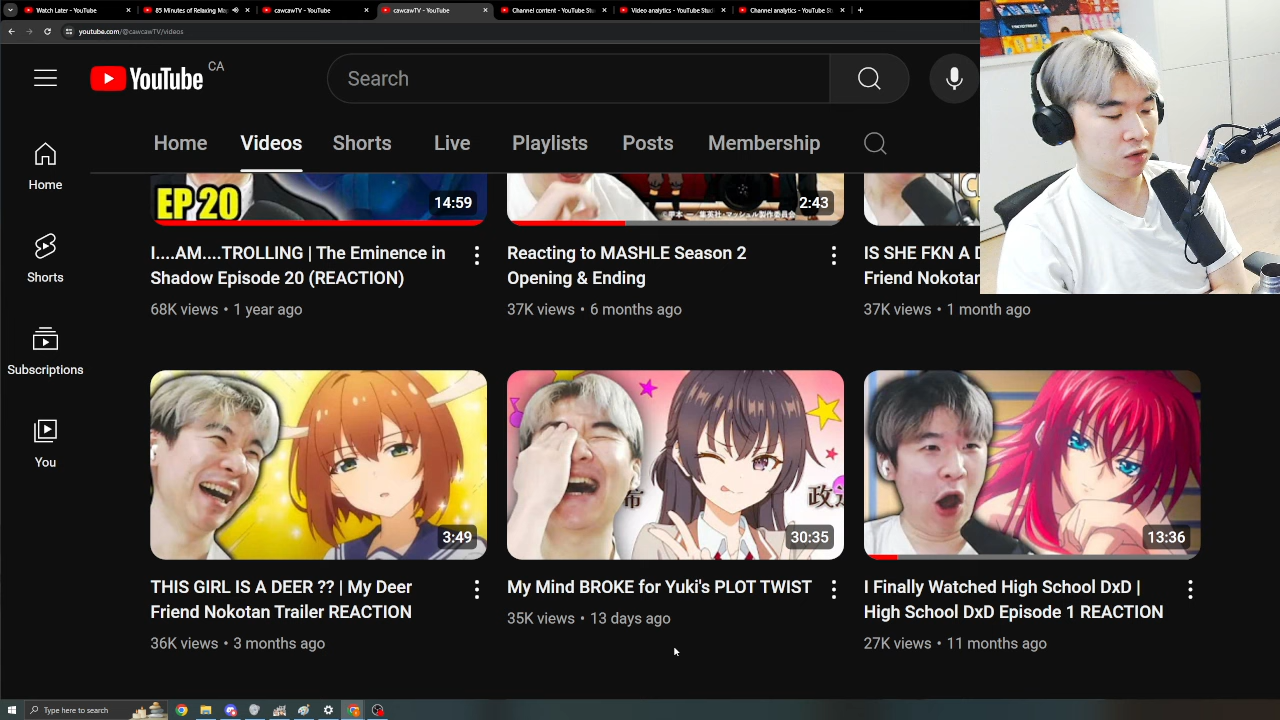 Watch Later - YouTube
85 Minutes of Relaxing Ma
cawcawTV - YouTube
cawcawTV - YouTube
Channel content - YouTube Stu
Video analytics - YouTube Studi
Channel analytics - YouTube St
youtube.com/@cawcawTV/videos
YouTube CA
Search
Home
Videos
Shorts
Live
Playlists
Posts
Membership
Home
Shorts
Subscriptions
You
EP 20
14:59
2:43
I....AM....TROLLING | The Eminence in
Shadow Episode 20 (REACTION)
68K views • 1 year ago
Reacting to MASHLE Season 2
Opening & Ending
37K views • 6 months ago
IS SHE FKN A D
Friend Nokotan
37K views • 1 month ago
3:49
布
政
30:35
13:36
THIS GIRL IS A DEER ?? | My Deer
Friend Nokotan Trailer REACTION
36K views • 3 months ago
My Mind BROKE for Yuki's PLOT TWIST
35K views • 13 days ago
I Finally Watched High School DxD |
High School DxD Episode 1 REACTION
27K views • 11 months ago
Type here to search